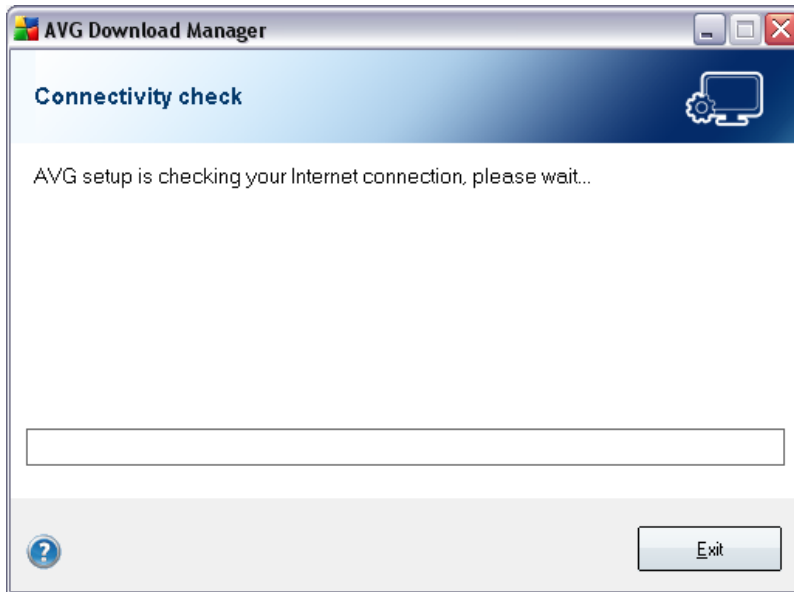 AVG Download Manager
Connectivity check
AVG setup is checking your Internet connection, please wait...
?
Exit